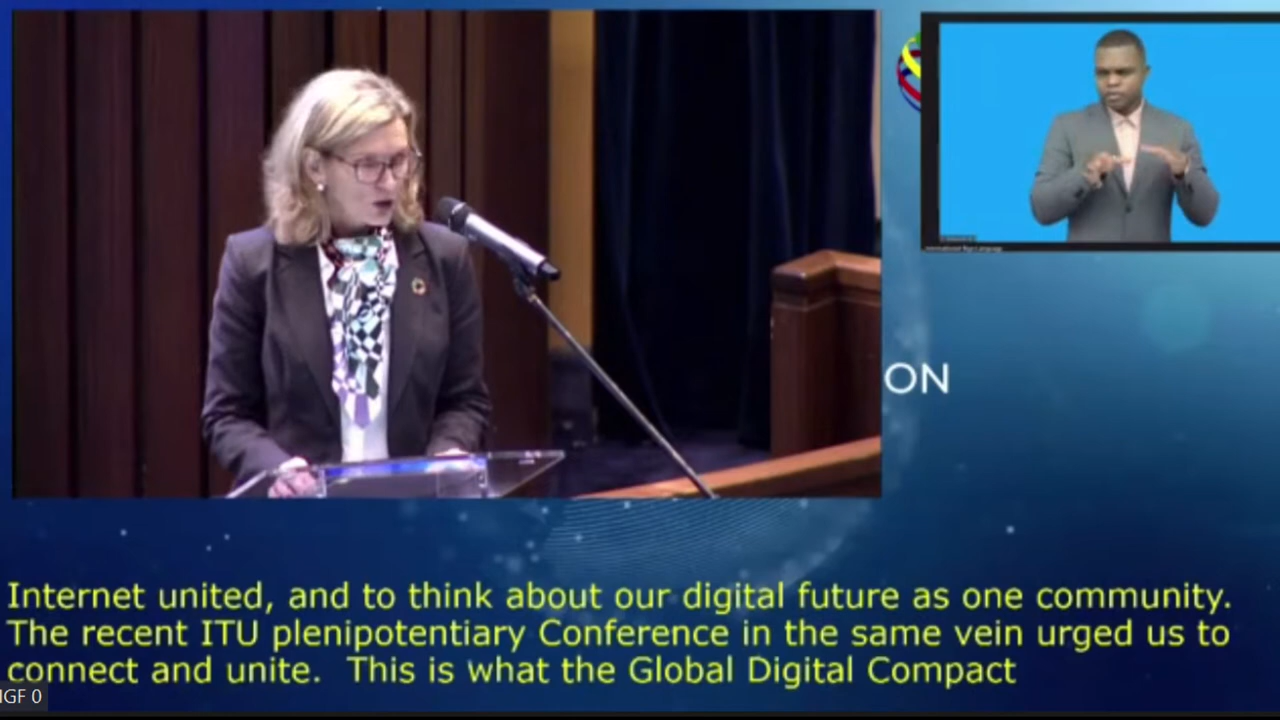 ON
Internet united, and to think about our digital future as one community.
The recent ITU plenipotentiary Conference in the same vein urged us to
connect and unite. This is what the Global Digital Compact
IGF 0